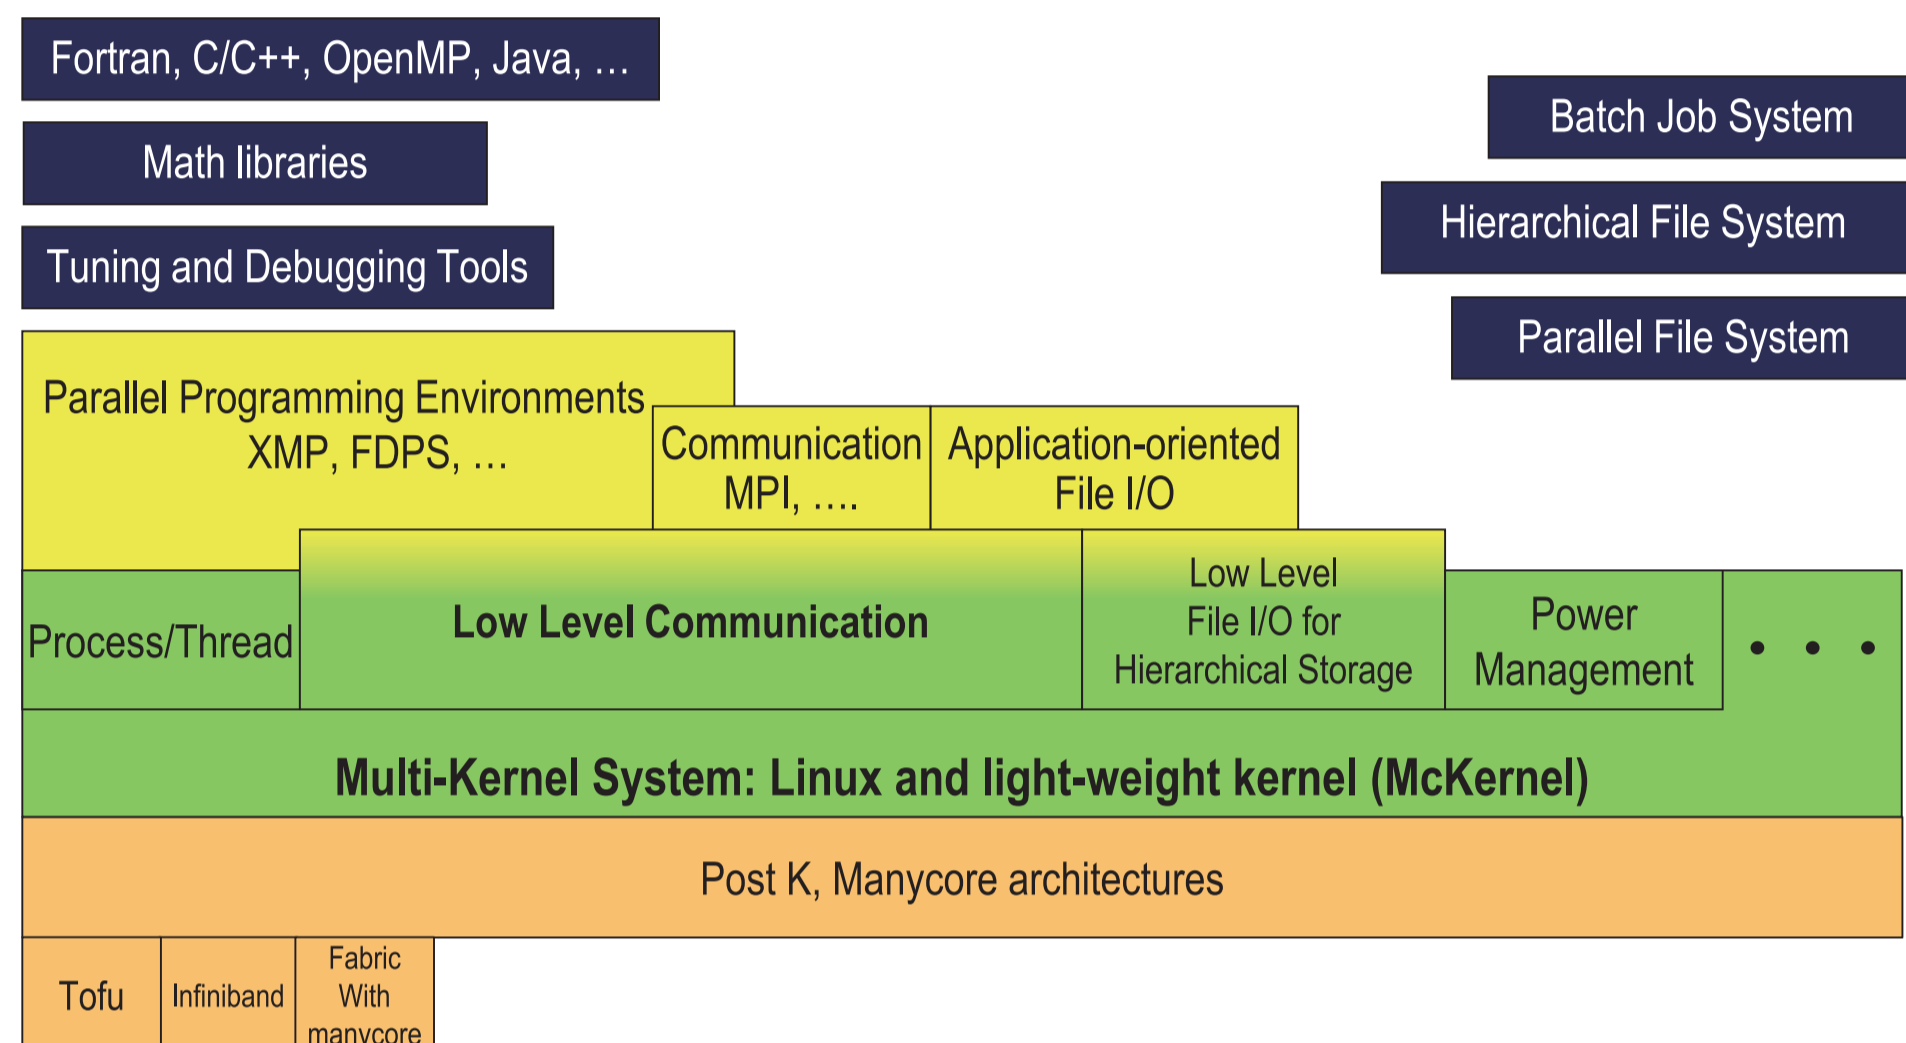 Fortran, C/C++, OpenMP, Java, …
Math libraries
Tuning and Debugging Tools
Batch Job System
Hierarchical File System
Parallel File System
Parallel Programming Environments
XMP, FDPS, …
Communication
MPI, ….
Application-oriented
File I/O
Process/Thread
Low Level Communication
Low Level
File I/O for
Hierarchical Storage
Power
Management
• • •
Multi-Kernel System: Linux and light-weight kernel (McKernel)
Post K, Manycore architectures
Tofu
Infiniband
Fabric
With
manycore